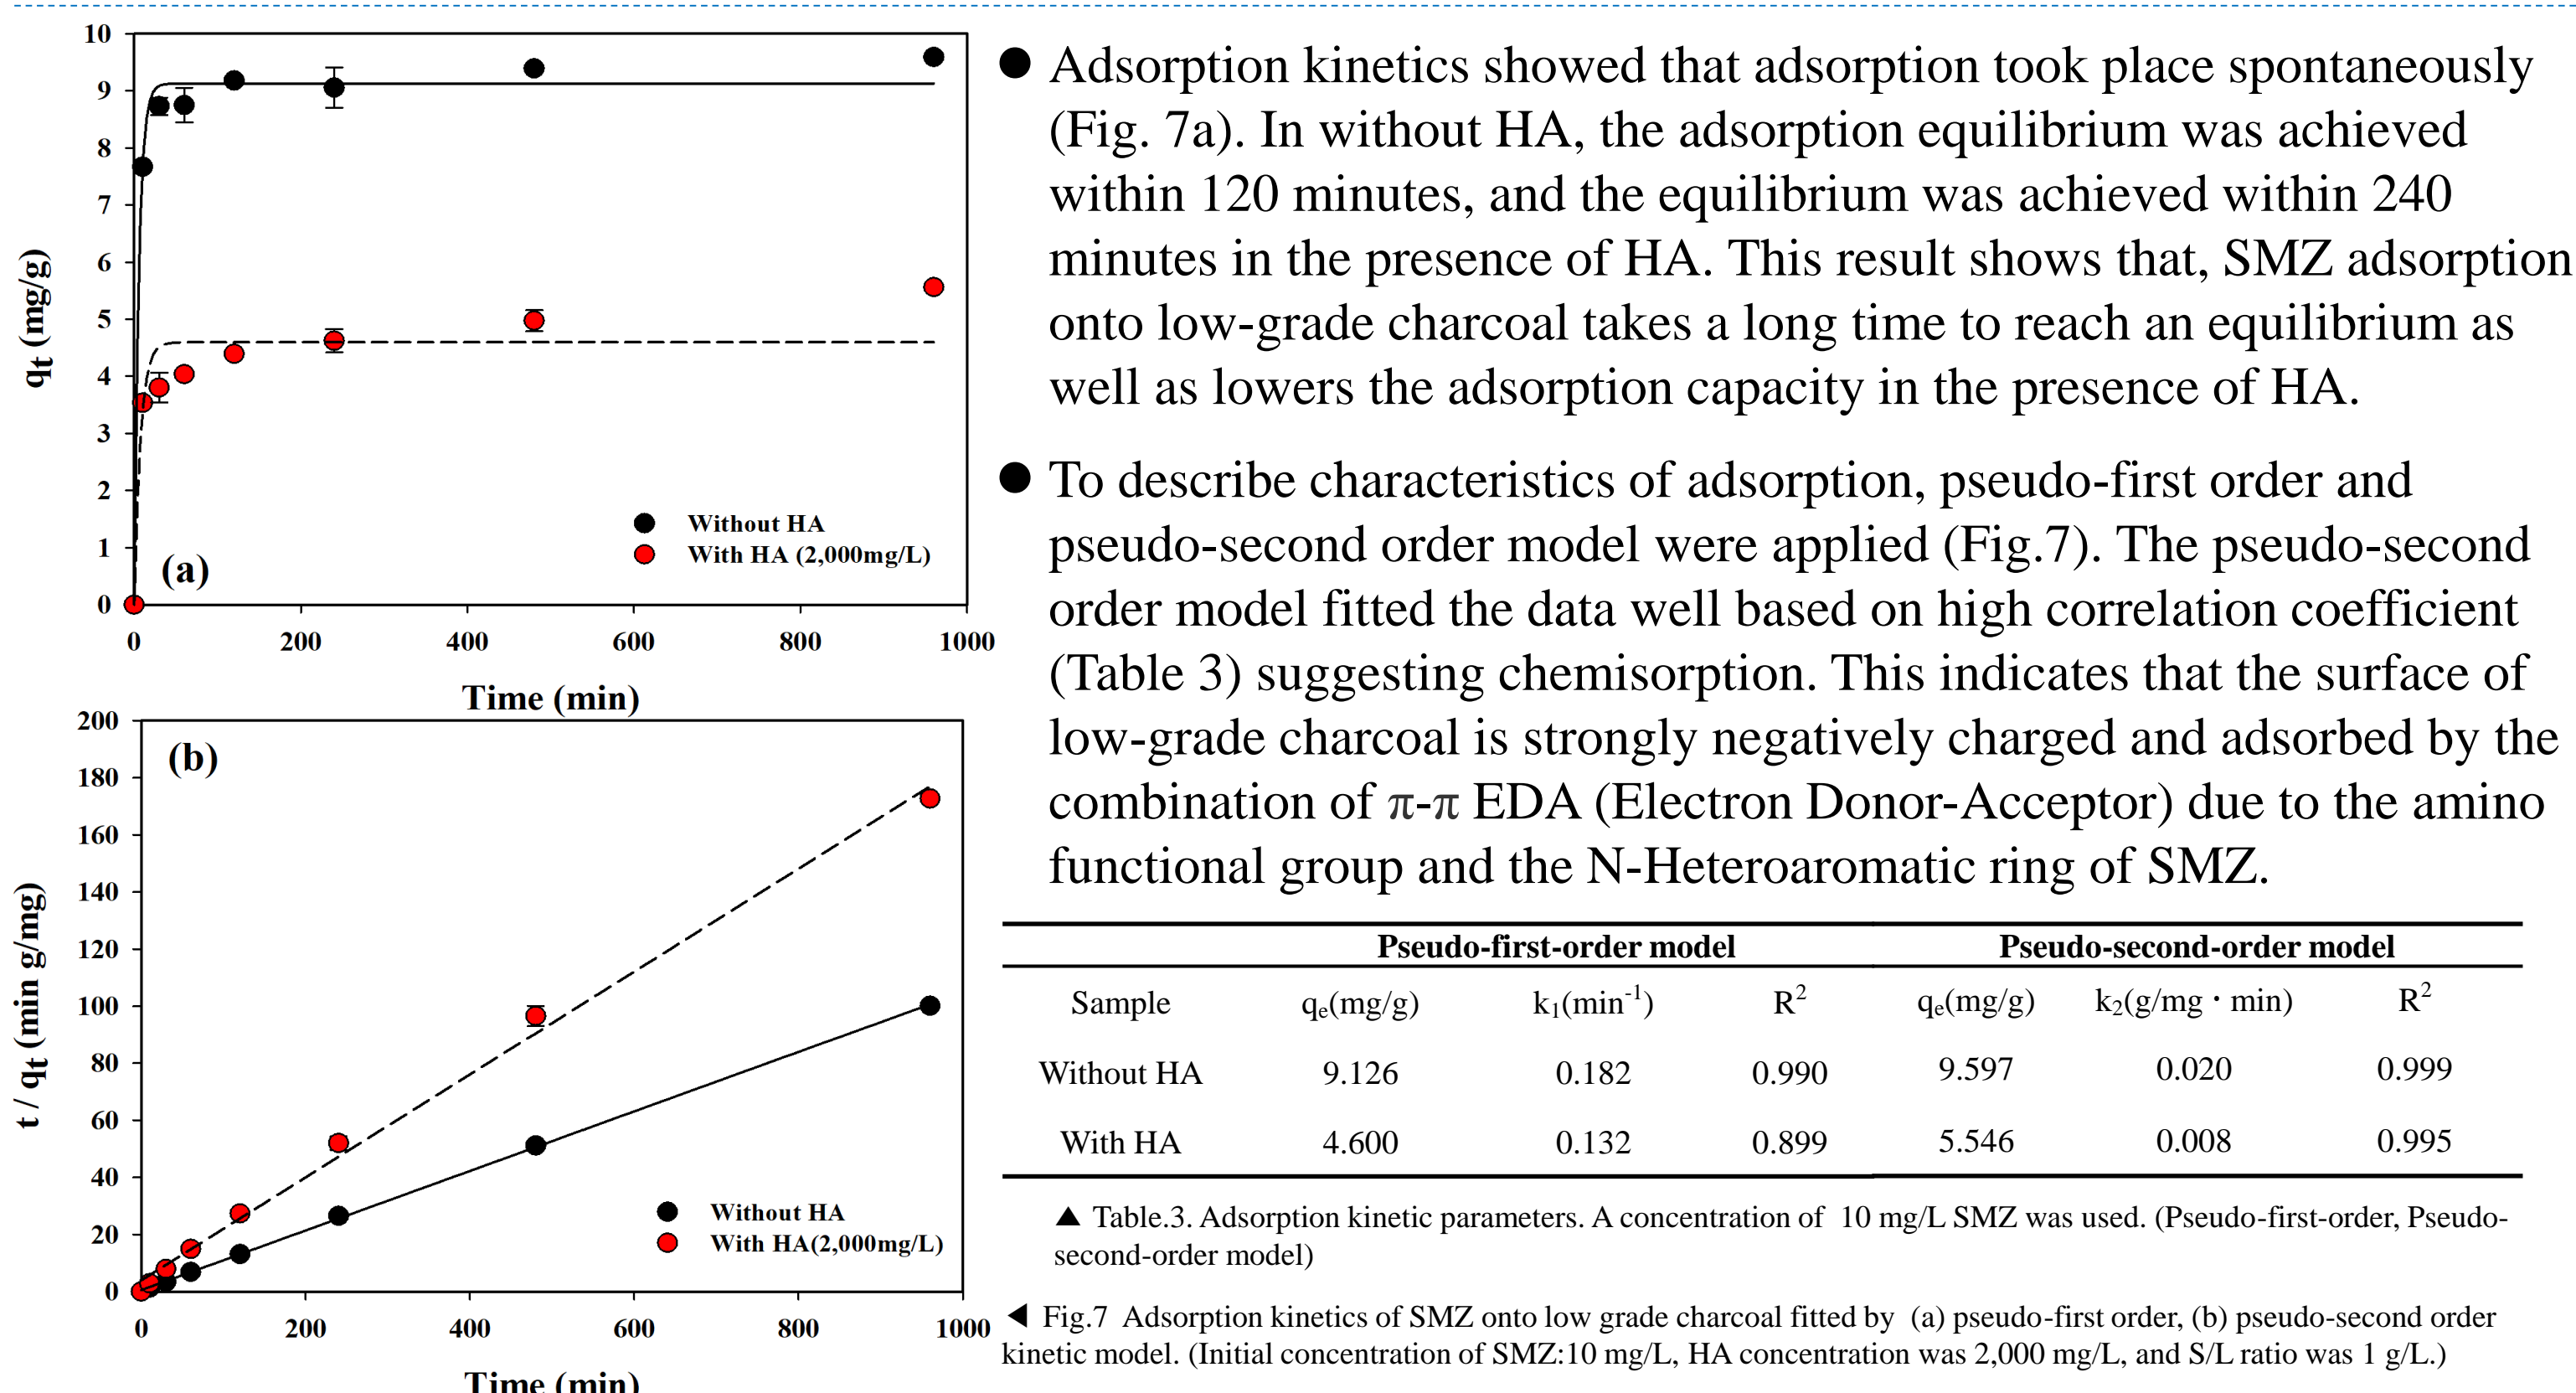 10
9
8
7
6
5
4
3
2
1
0
qt (mg/g)
Without HA
With HA (2,000mg/L)
(a)
0 200 400 600 800 1000
Time (min)
200
180
160
140
120
100
80
60
40
20
0
t / qt (min g/mg)
(b)
Without HA
With HA(2,000mg/L)
0 200 400 600 800 1000
Time (min)
● Adsorption kinetics showed that adsorption took place spontaneously
(Fig. 7a). In without HA, the adsorption equilibrium was achieved
within 120 minutes, and the equilibrium was achieved within 240
minutes in the presence of HA. This result shows that, SMZ adsorption
onto low-grade charcoal takes a long time to reach an equilibrium as
well as lowers the adsorption capacity in the presence of HA.
● To describe characteristics of adsorption, pseudo-first order and
pseudo-second order model were applied (Fig.7). The pseudo-second
order model fitted the data well based on high correlation coefficient
(Table 3) suggesting chemisorption. This indicates that the surface of
low-grade charcoal is strongly negatively charged and adsorbed by the
combination of π-π EDA (Electron Donor-Acceptor) due to the amino
functional group and the N-Heteroaromatic ring of SMZ.
Pseudo-first-order model Pseudo-second-order model
Sample qe(mg/g) k1(min-1) R2 qe(mg/g) k2(g/mg · min) R2
Without HA 9.126 0.182 0.990 9.597 0.020 0.999
With HA 4.600 0.132 0.899 5.546 0.008 0.995
▲ Table.3. Adsorption kinetic parameters. A concentration of 10 mg/L SMZ was used. (Pseudo-first-order, Pseudo-
second-order model)
◀ Fig.7 Adsorption kinetics of SMZ onto low grade charcoal fitted by (a) pseudo-first order, (b) pseudo-second order
kinetic model. (Initial concentration of SMZ:10 mg/L, HA concentration was 2,000 mg/L, and S/L ratio was 1 g/L.)